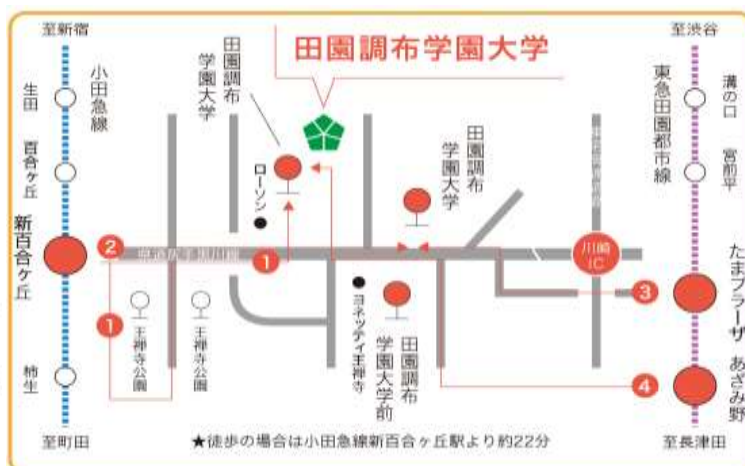 至新宿
小田急線
生田
百合ヶ丘
新百合ヶ丘
柿生
至町田
田園調布学園大学
田園調布
学園大学
ローソン
②
①
①
王禅寺公園
王禅寺公園
ヨネッティ王禅寺
田園調布
学園大学
田園調布
学園大学前
川崎
IC
③
④
至渋谷
東急田園都市線
溝の口
宮前平
たまプラーザ
あざみ野
至長津田
★徒歩の場合は小田急線新百合ヶ丘駅より約22分